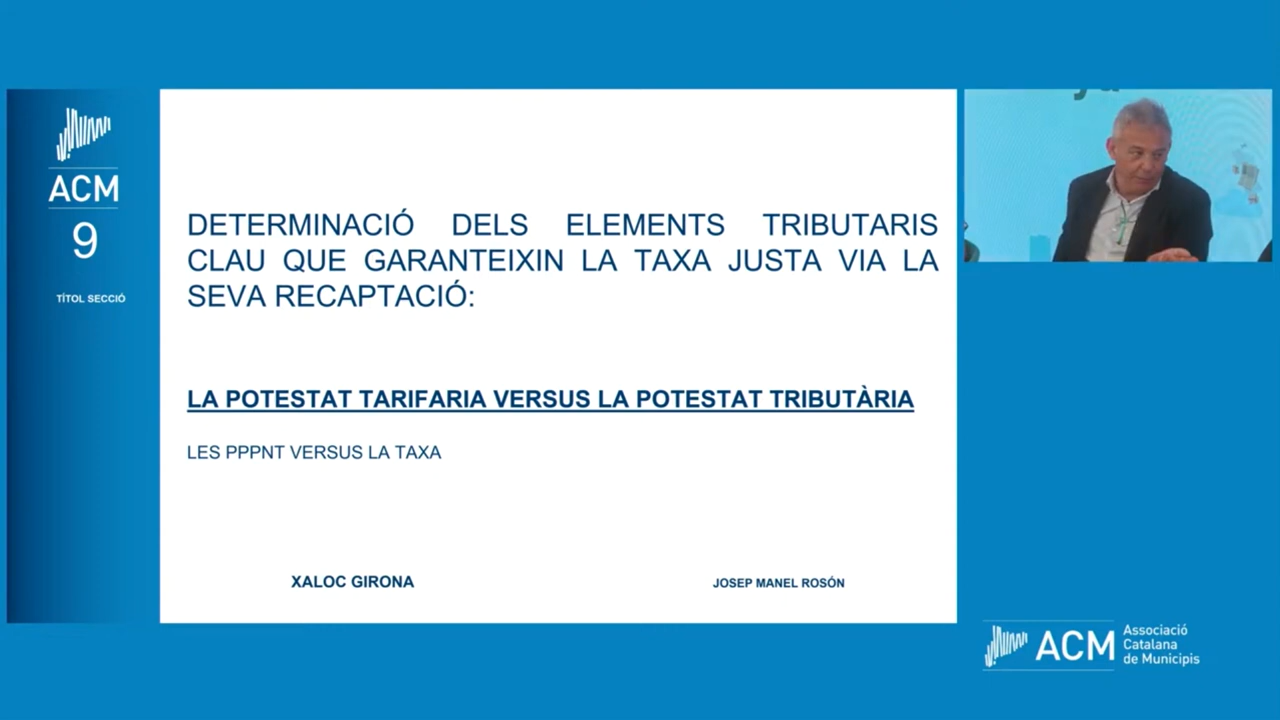 ACM
9
TÍTOL SECCIÓ
DETERMINACIÓ DELS ELEMENTS TRIBUTARIS
CLAU QUE GARANTEIXIN LA TAXA JUSTA VIA LA
SEVA RECAPTACIÓ:
LA POTESTAT TARIFARIA VERSUS LA POTESTAT TRIBUTÀRIA
LES PPPNT VERSUS LA TAXA
XALOC GIRONA
JOSEP MANEL ROSÓN
ACM
Associació
Catalana
de Municipis